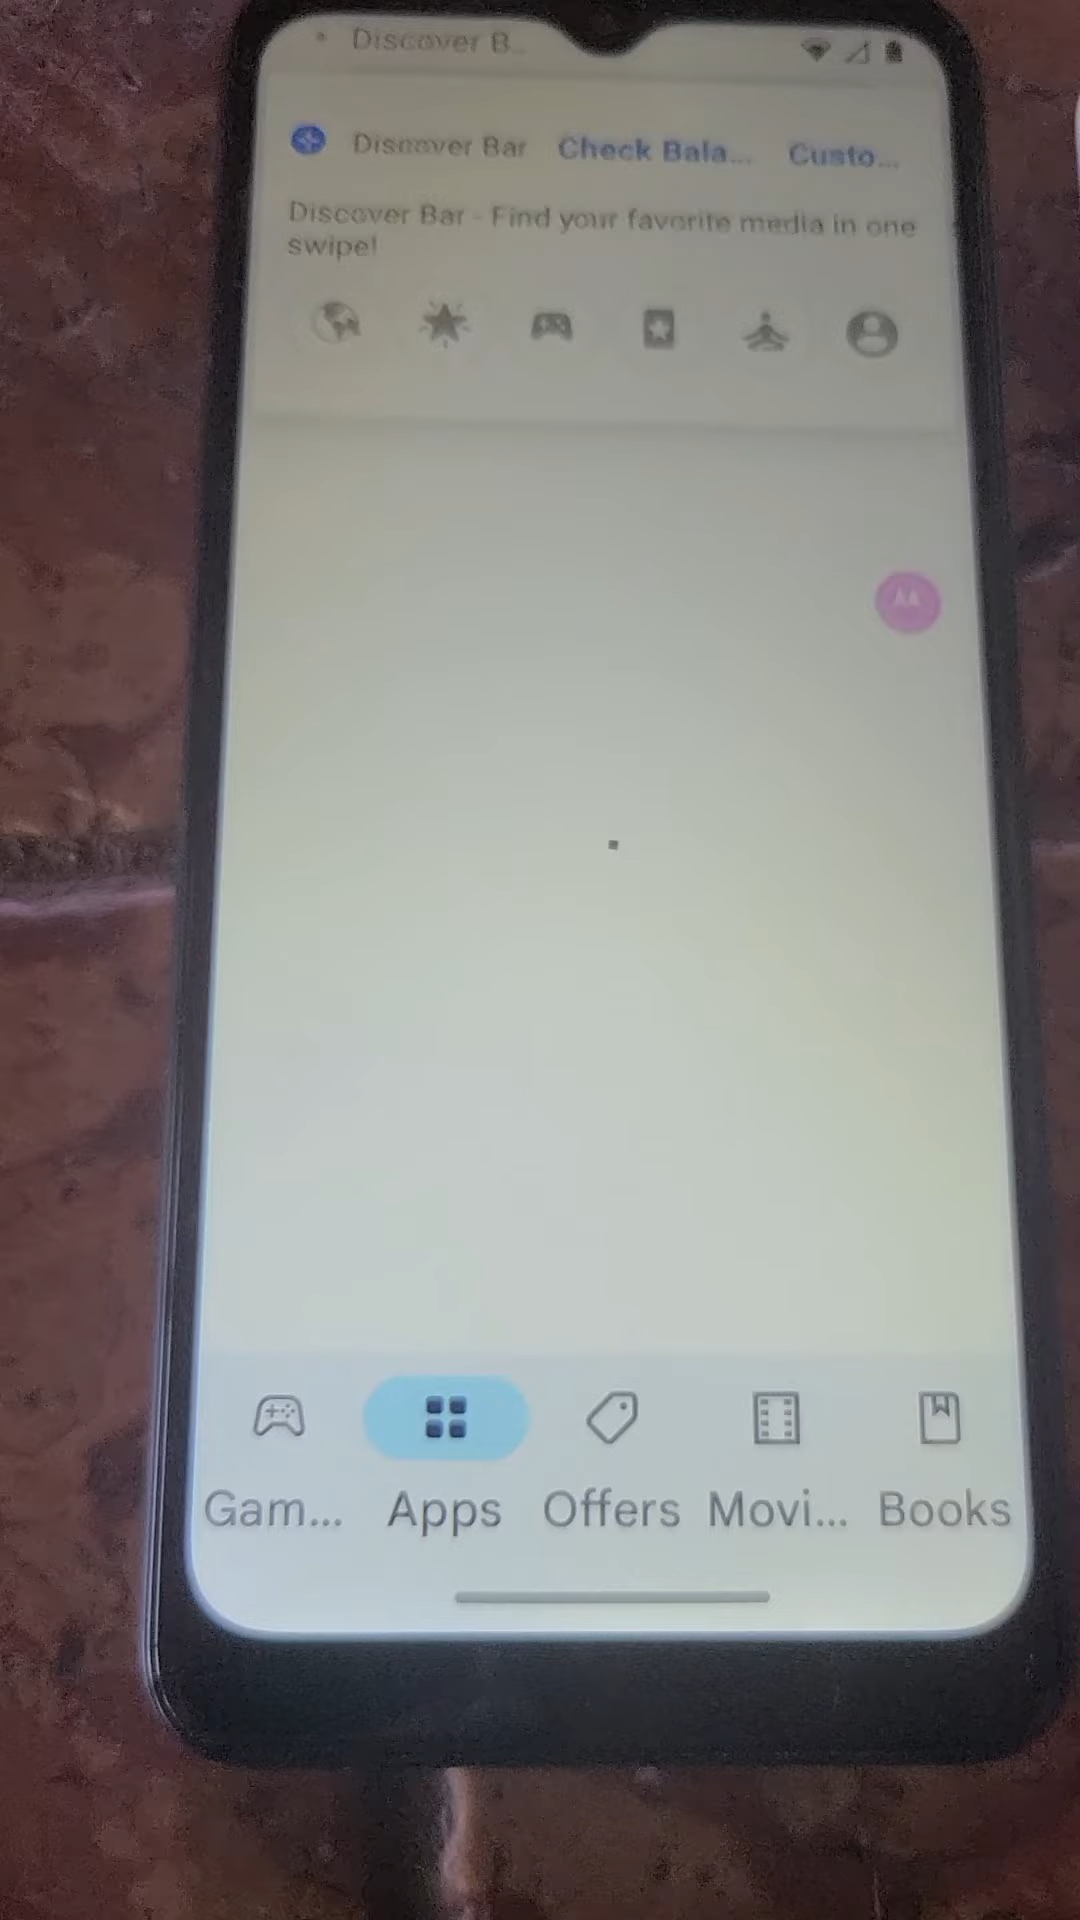 Discover B...
Discover Bar Check Bala... Custo...
Discover Bar - Find your favorite media in one
swipe!
Gam... Apps Offers Movi... Books